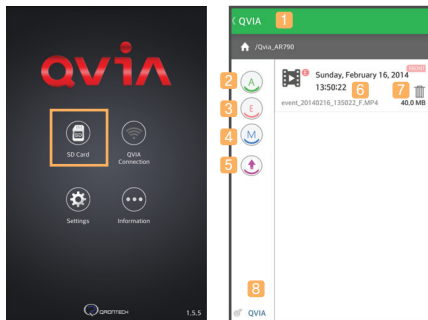 QVIA
SD Card
QVIA
Connection
Settings
Information
QRONTECH
1.5.5
QVIA 1
/Qvia_AR790
2 A
3 E
4 M
5
E
FRONT
Sunday, February 16, 2014
13:50:22 6 7
event_20140216_135022_F.MP4 40,0 MB
8
QVIA